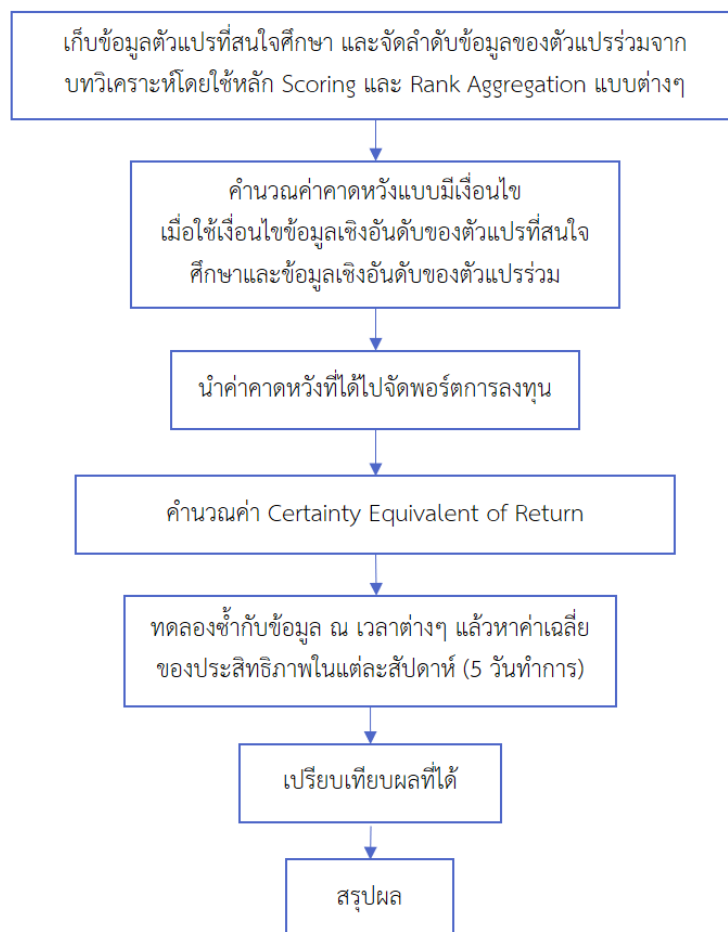 เก็บข้อมูลตัวแปรที่สนใจศึกษา และจัดลำดับข้อมูลของตัวแปรร่วมจาก
บทวิเคราะห์โดยใช้หลัก Scoring และ Rank Aggregation แบบต่างๆ
คำนวณค่าคาดหวังแบบมีเงื่อนไข
เมื่อใช้เงื่อนไขข้อมูลเชิงอันดับของตัวแปรที่สนใจ
ศึกษาและข้อมูลเชิงอันดับของตัวแปรร่วม
นำค่าคาดหวังที่ได้ไปจัดพอร์ตการลงทุน
คำนวณค่า Certainty Equivalent of Return
ทดลองซ้ำกับข้อมูล ณ เวลาต่างๆ แล้วหาค่าเฉลี่ย
ของประสิทธิภาพในแต่ละสัปดาห์ (5 วันทำการ)
เปรียบเทียบผลที่ได้
สรุปผล